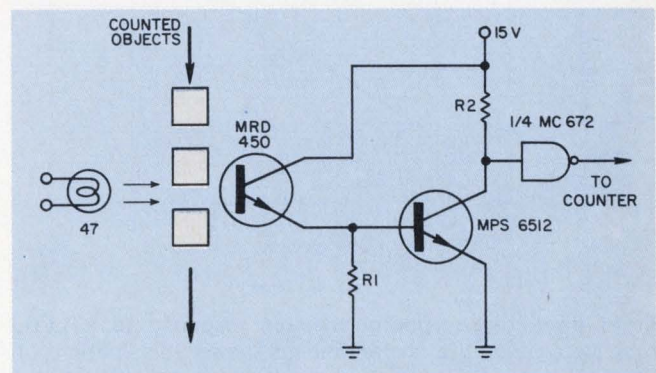 COUNTED
OBJECTS
15 V
R2
1/4 MC 672
MRD
450
TO
COUNTER
47
MPS 6512
R1